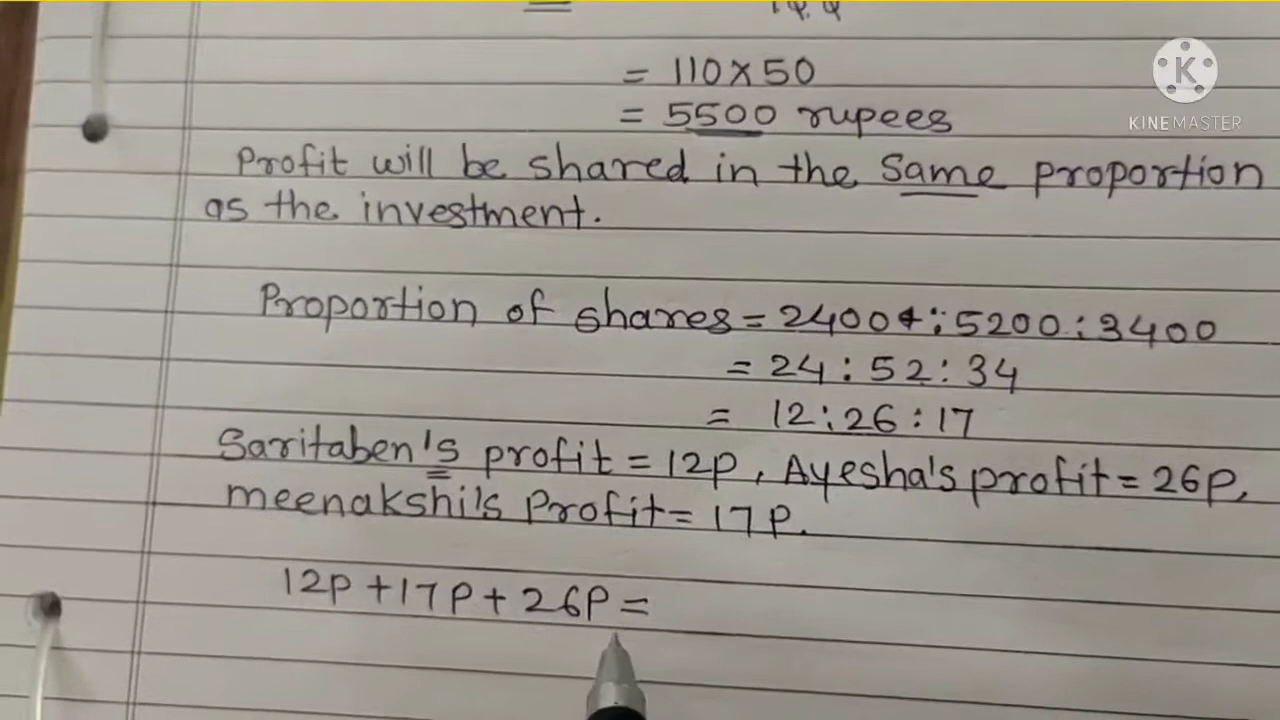 = 110×50
= 5500 rupees
KINEMASTER
Profit will be shared in the same proportion
as the investment.
Proportion of shares = 2400:5200:3400
= 24:52:34
= 12:26:17
Saritaben's profit = 12P, Ayesha's profit = 26P,
meenakshi's Profit = 17P.
12P + 17P + 26P =